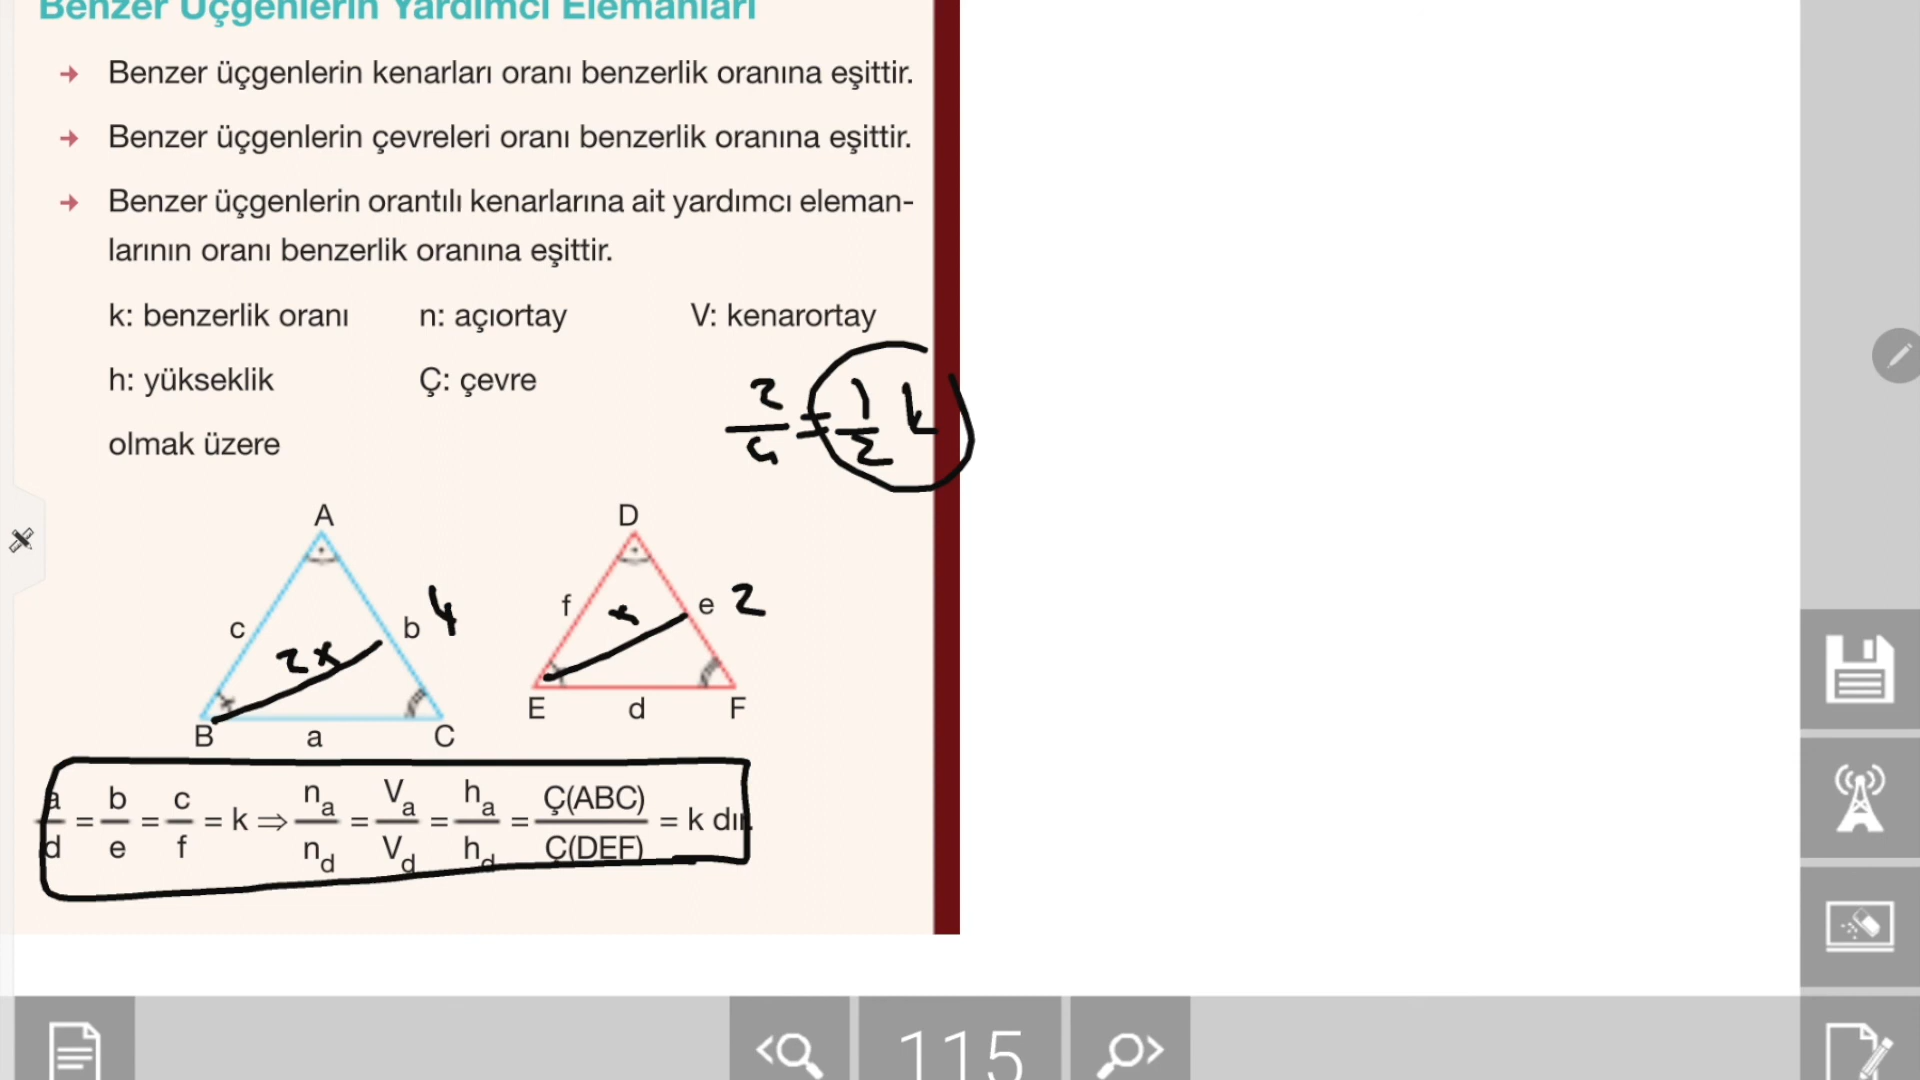 Benzer Üçgenlerin Yardımcı Elemanları
→ Benzer üçgenlerin kenarları oranı benzerlik oranına eşittir.
→ Benzer üçgenlerin çevreleri oranı benzerlik oranına eşittir.
→ Benzer üçgenlerin orantılı kenarlarına ait yardımcı eleman-
larının oranı benzerlik oranına eşittir.
k: benzerlik oranı n: açıortay V: kenarortay
h: yükseklik Ç: çevre
olmak üzere
2/4 = 1/2 k
A
c b 4
2x
B a C
D
f x e 2
E d F
a/d = b/e = c/f = k ⇒ n_a/n_d = V_a/V_d = h_a/h_d = Ç(ABC)/Ç(DEF) = k dır.
115